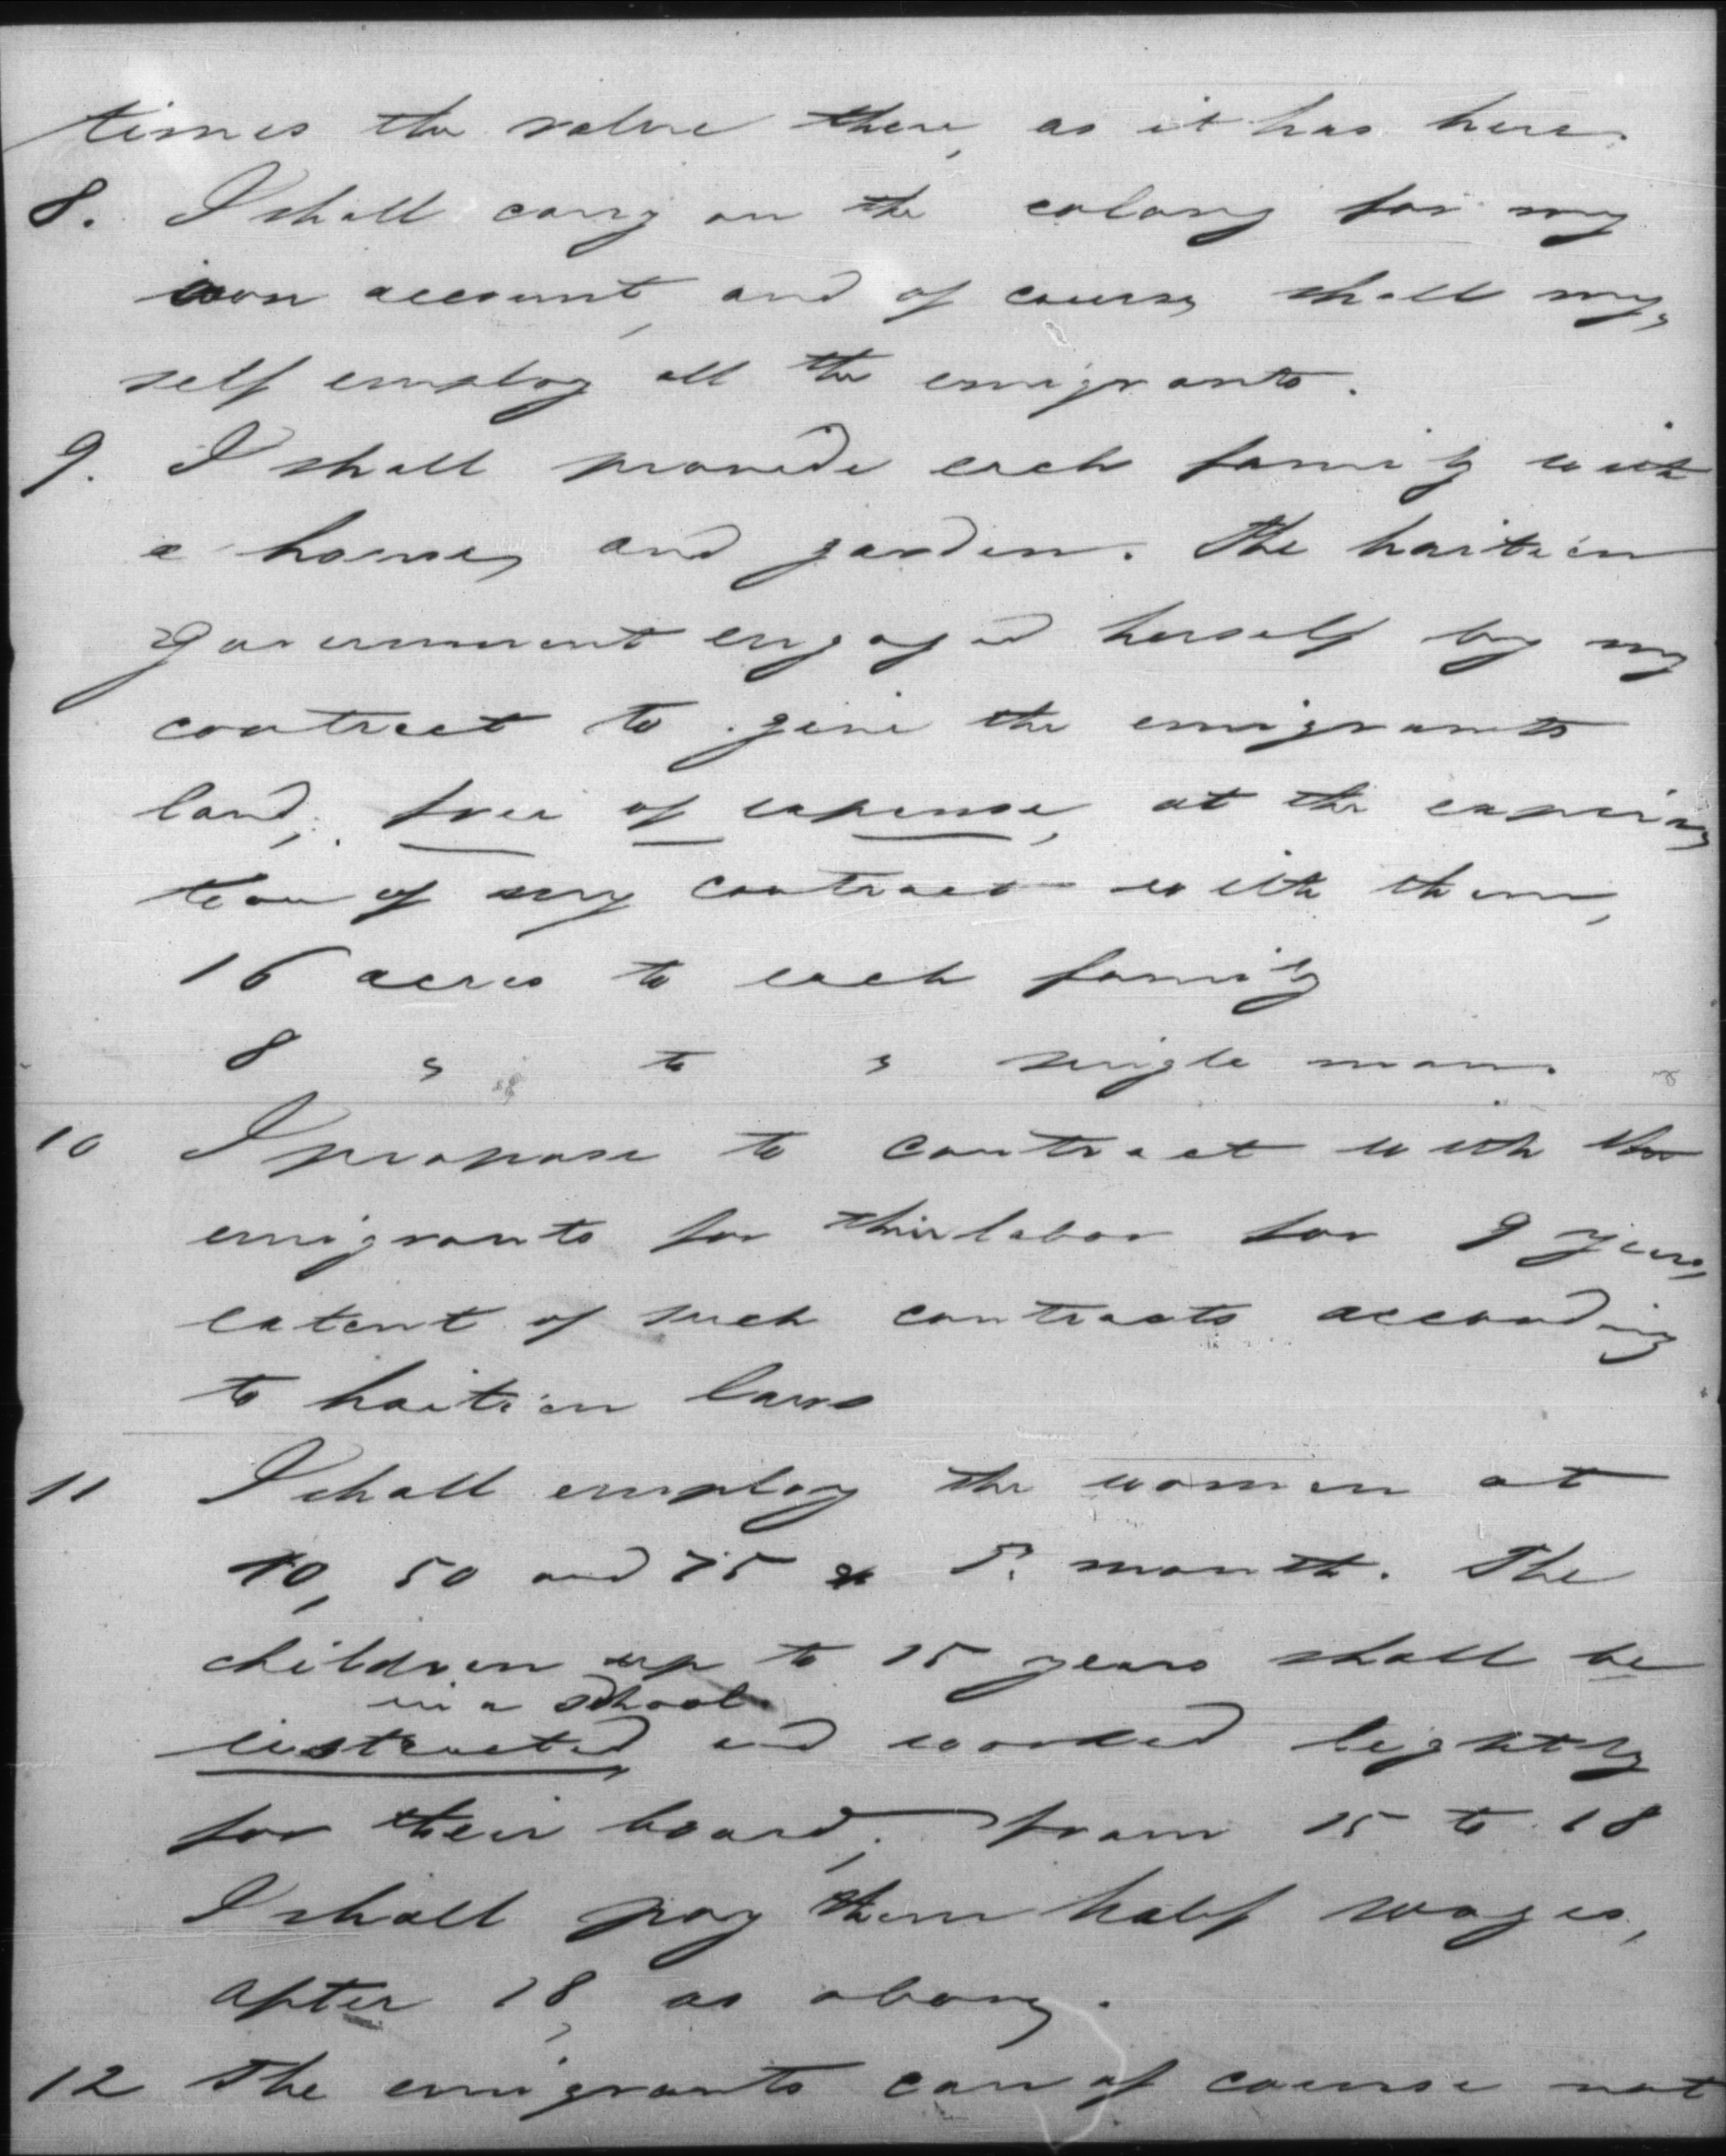 times the value there, as it has here.
8. I shall carry on the colony for my
own account, and of course, shall my,
self employ all the emigrants.
9. I shall provide each family with
a house, and garden. The haitien
government engaged herself by my
contract to give the emigrants
land, free of expense, at the expira,
tion of my contract with them,
16 acres to each family
8 " to " single man.
10 I propose to contract with the
emigrants for their labor for 9 years,
extent of such contracts according
to haitien laws
11 I shall employ the women at
40, 50 and 75 month. The
children up to 15 years shall be
in a school
instructed and worked lightly
for their board, from 15 to 18
I shall pay them half wages,
after 18, as above.
12 The emigrants can of course not